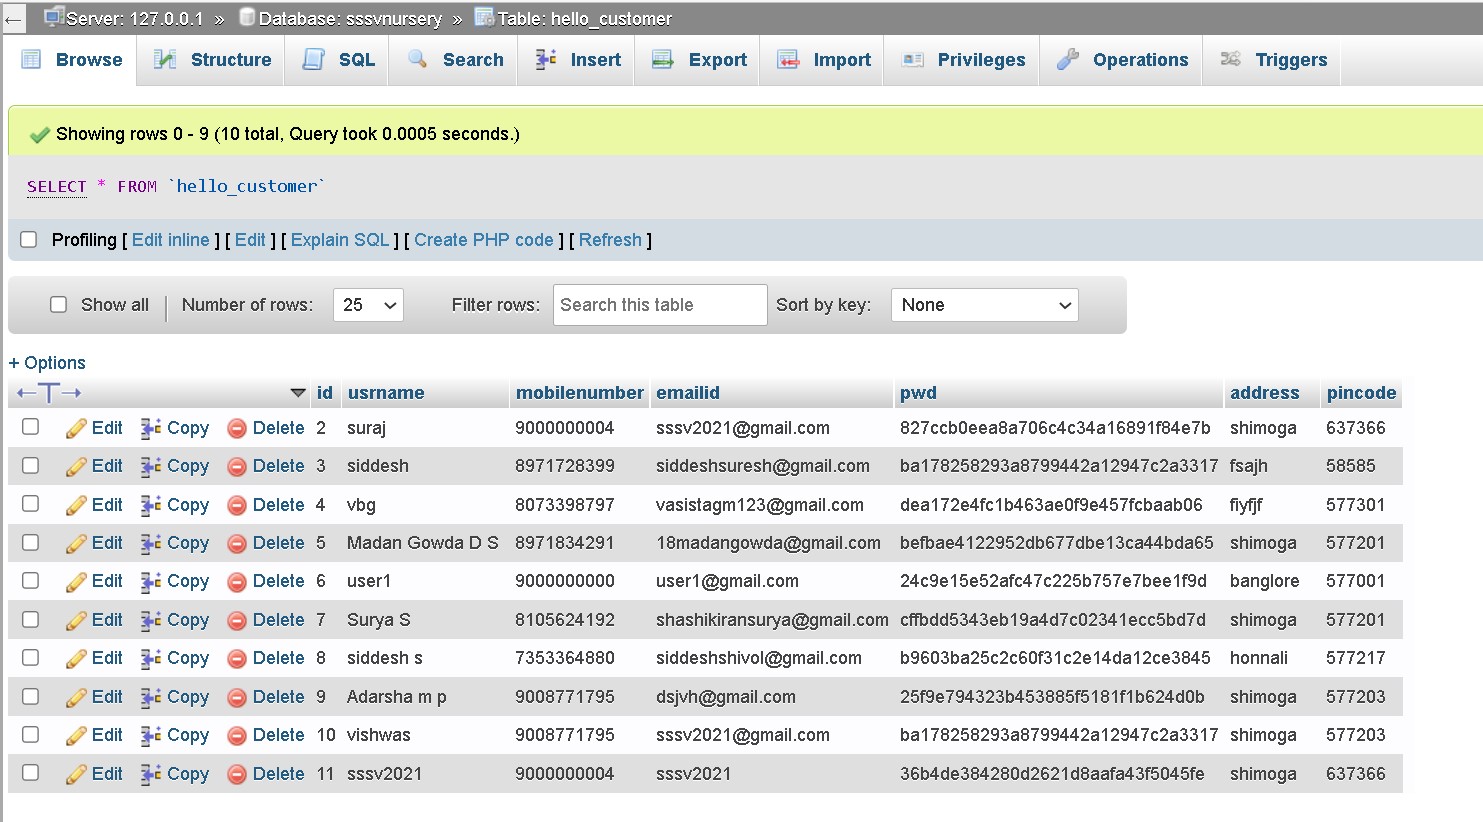 ← Server: 127.0.0.1 » Database: sssvnursery » Table: hello_customer
Browse Structure SQL Search Insert Export Import Privileges Operations Triggers
Showing rows 0 - 9 (10 total, Query took 0.0005 seconds.)
SELECT * FROM `hello_customer`
Profiling [ Edit inline ] [ Edit ] [ Explain SQL ] [ Create PHP code ] [ Refresh ]
Show all Number of rows: 25 Filter rows: Search this table Sort by key: None
+ Options
←T→ id usrname mobilenumber emailid pwd address pincode
Edit Copy Delete 2 suraj 9000000004 sssv2021@gmail.com 827ccb0eea8a706c4c34a16891f84e7b shimoga 637366
Edit Copy Delete 3 siddesh 8971728399 siddeshsuresh@gmail.com ba178258293a8799442a12947c2a3317 fsajh 58585
Edit Copy Delete 4 vbg 8073398797 vasistagm123@gmail.com dea172e4fc1b463ae0f9e457fcbaab06 fiyfjf 577301
Edit Copy Delete 5 Madan Gowda D S 8971834291 18madangowda@gmail.com befbae4122952db677dbe13ca44bda65 shimoga 577201
Edit Copy Delete 6 user1 9000000000 user1@gmail.com 24c9e15e52afc47c225b757e7bee1f9d banglore 577001
Edit Copy Delete 7 Surya S 8105624192 shashikiransurya@gmail.com cffbdd5343eb19a4d7c02341ecc5bd7d shimoga 577201
Edit Copy Delete 8 siddesh s 7353364880 siddeshshivol@gmail.com b9603ba25c2c60f31c2e14da12ce3845 honnali 577217
Edit Copy Delete 9 Adarsha m p 9008771795 dsjvh@gmail.com 25f9e794323b453885f5181f1b624d0b shimoga 577203
Edit Copy Delete 10 vishwas 9008771795 sssv2021@gmail.com ba178258293a8799442a12947c2a3317 shimoga 577203
Edit Copy Delete 11 sssv2021 9000000004 sssv2021 36b4de384280d2621d8aafa43f5045fe shimoga 637366